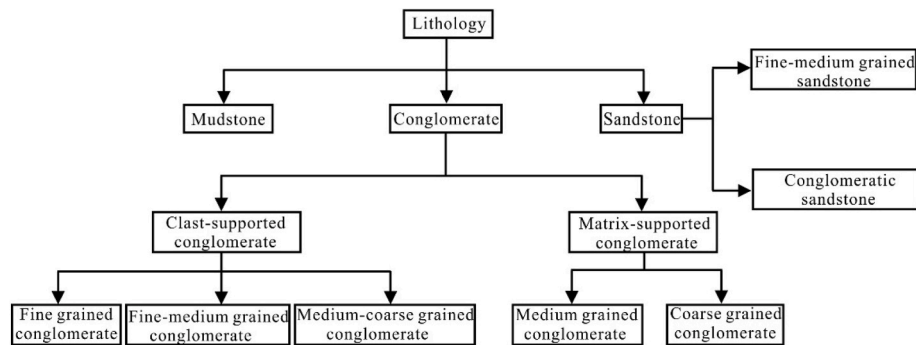 Lithology
Fine-medium grained
sandstone
Mudstone
Conglomerate
Sandstone
Conglomeratic
sandstone
Clast-supported
conglomerate
Matrix-supported
conglomerate
Fine grained
conglomerate
Fine-medium grained
conglomerate
Medium-coarse grained
conglomerate
Medium grained
conglomerate
Coarse grained
conglomerate